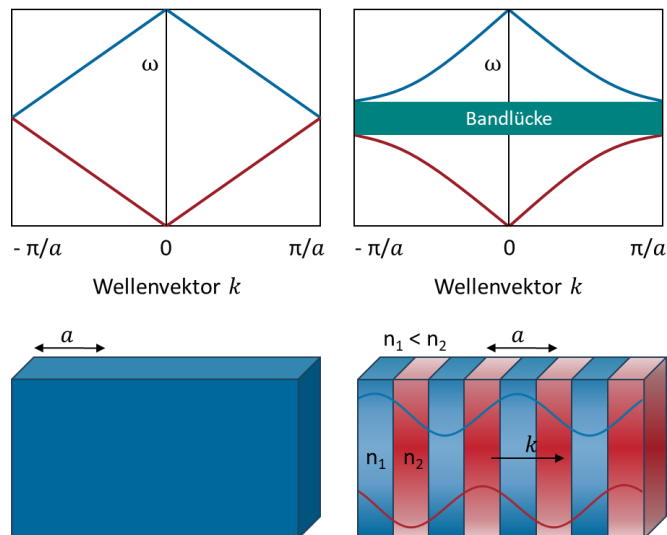 ω
- π/a
0
π/a
Wellenvektor k
ω
Bandlücke
- π/a
0
π/a
Wellenvektor k
a
n₁ < n₂
a
n₁
n₂
k